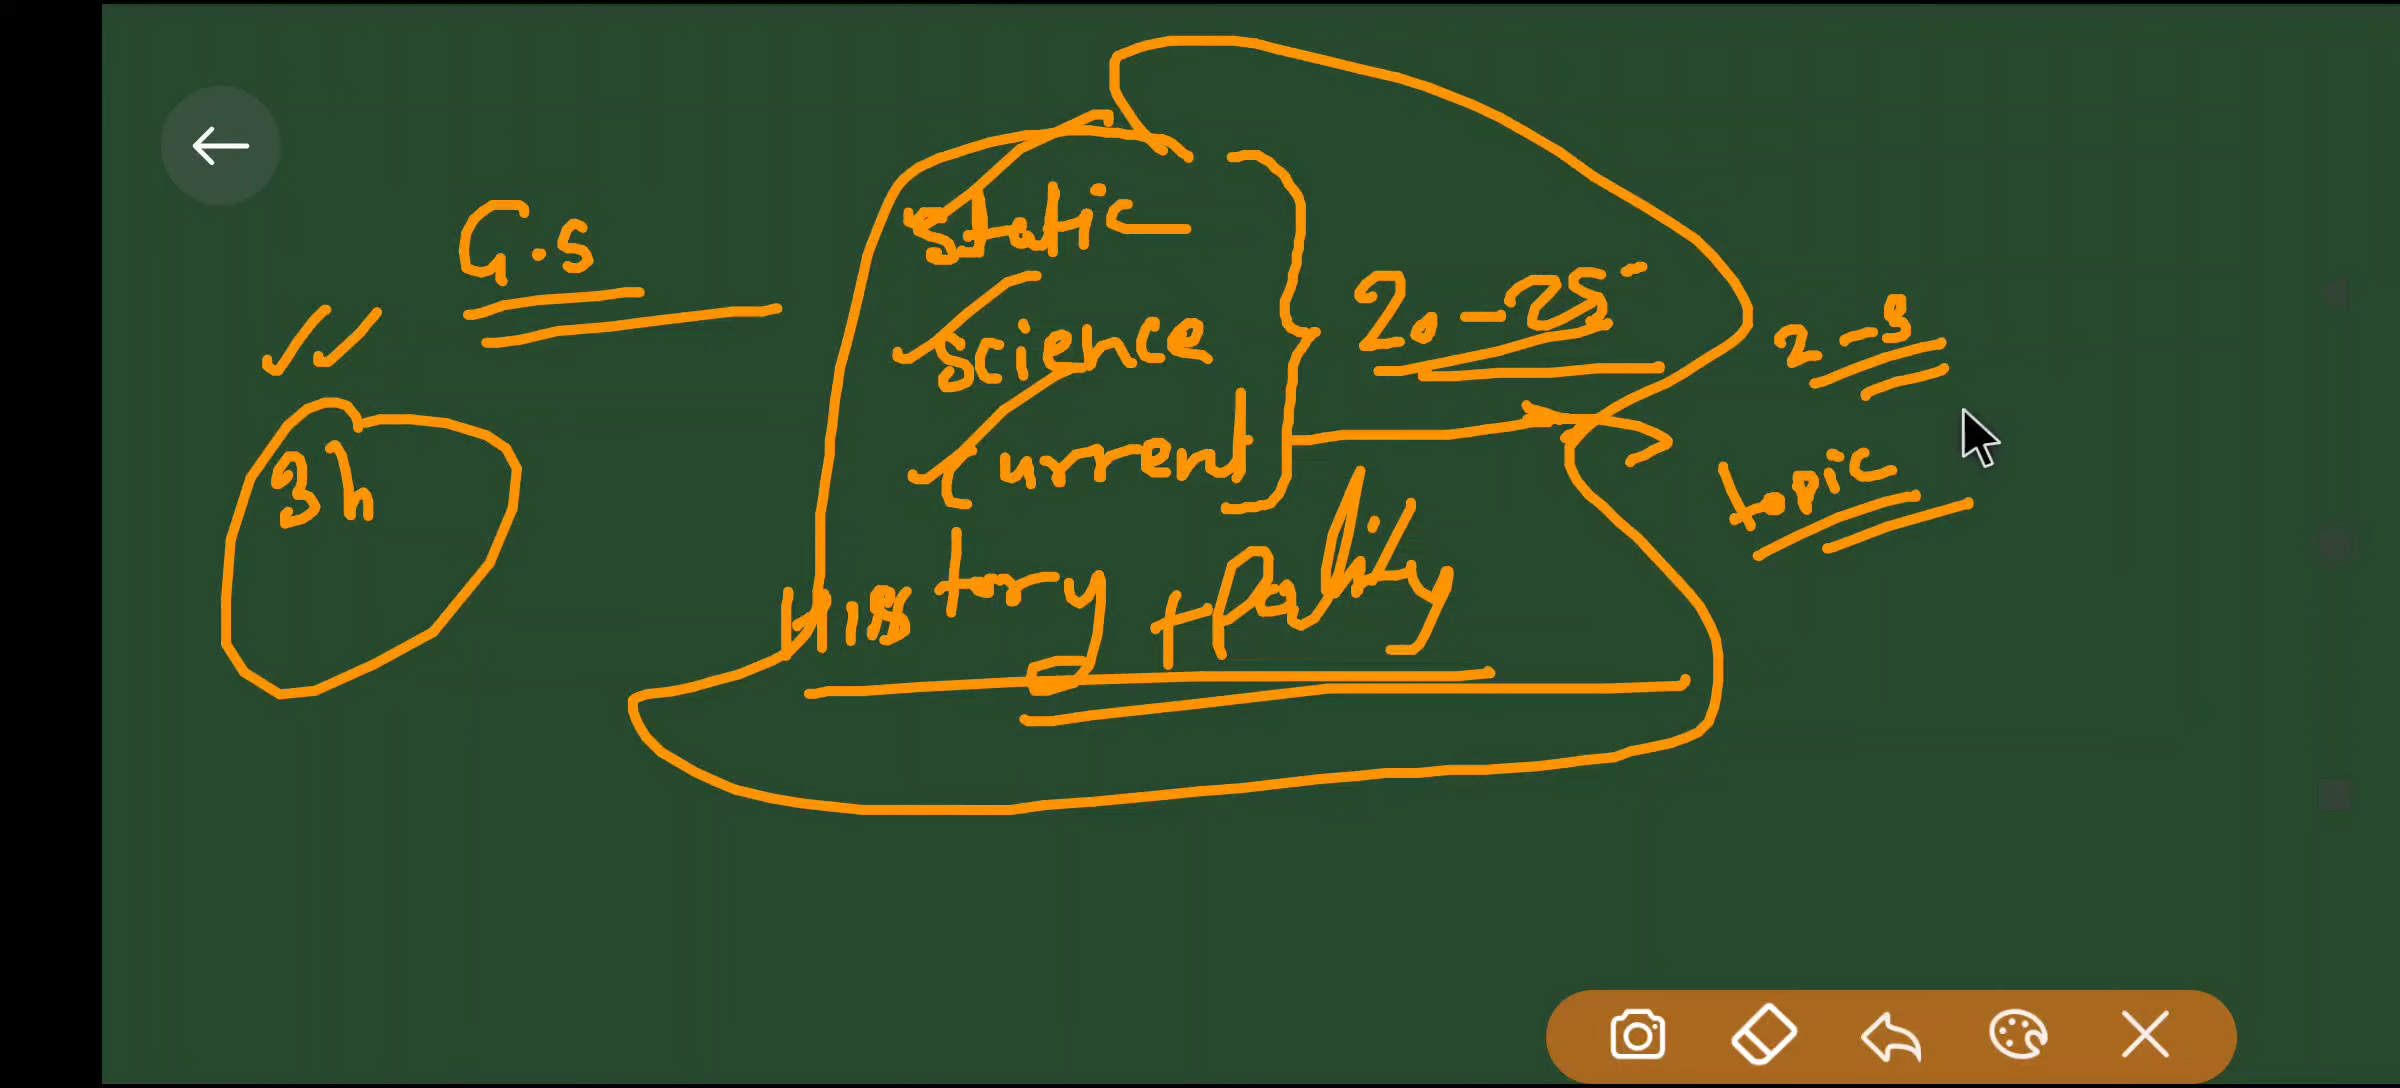 G.s
3h
Static
Science
Current
20-25
2-3
topic
History + Polity